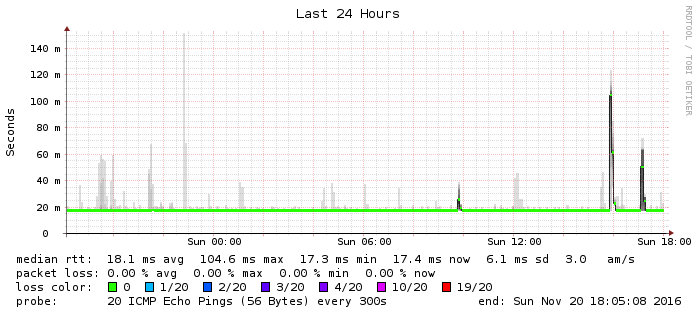 Last 24 Hours
RRDTOOL / TOBI OETIKER
Seconds
140 m
120 m
100 m
80 m
60 m
40 m
20 m
0
Sun 00:00 Sun 06:00 Sun 12:00 Sun 18:00
median rtt: 18.1 ms avg 104.6 ms max 17.3 ms min 17.4 ms now 6.1 ms sd 3.0 am/s
packet loss: 0.00 % avg 0.00 % max 0.00 % min 0.00 % now
loss color: 0 1/20 2/20 3/20 4/20 10/20 19/20
probe: 20 ICMP Echo Pings (56 Bytes) every 300s end: Sun Nov 20 18:05:08 2016